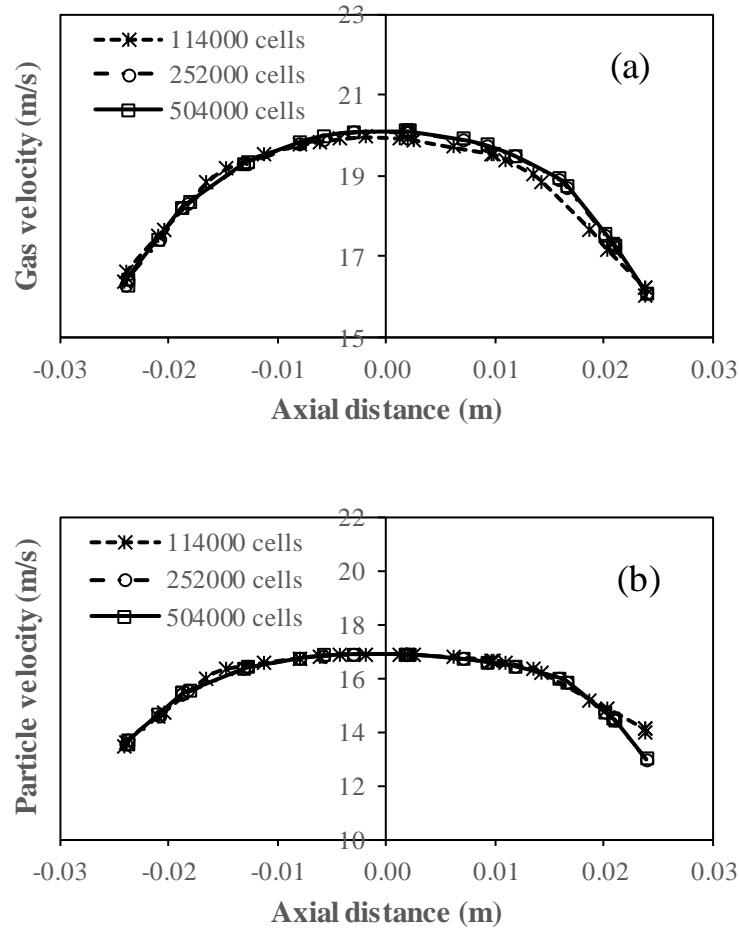 23
114000 cells
252000 cells
504000 cells
(a)
21
19
17
15
Gas velocity (m/s)
-0.03 -0.02 -0.01 0.00 0.01 0.02 0.03
Axial distance (m)
22
114000 cells
252000 cells
504000 cells
(b)
20
18
16
14
12
10
Particle velocity (m/s)
-0.03 -0.02 -0.01 0.00 0.01 0.02 0.03
Axial distance (m)